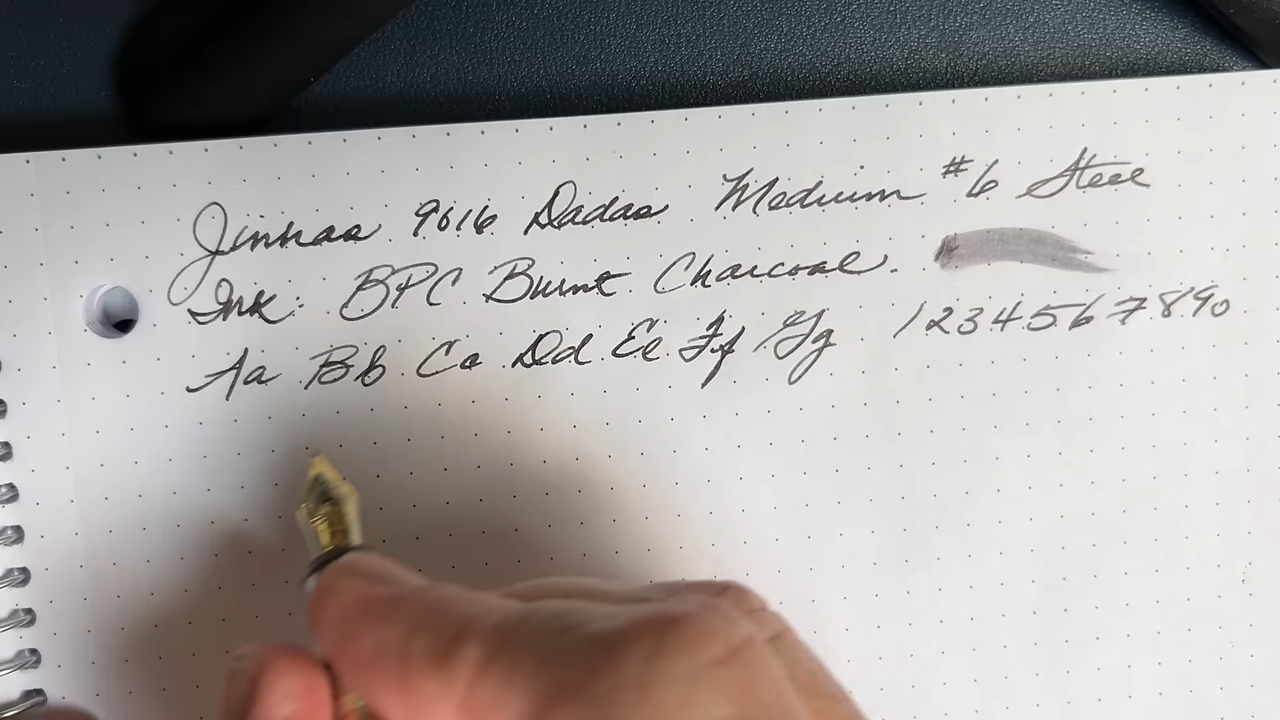 Jinhao 9016 Dadao Medium #6 Steel
Ink: BPC Burnt Charcoal.
Aa Bb Cc Dd Ee Ff Gg 1234567890